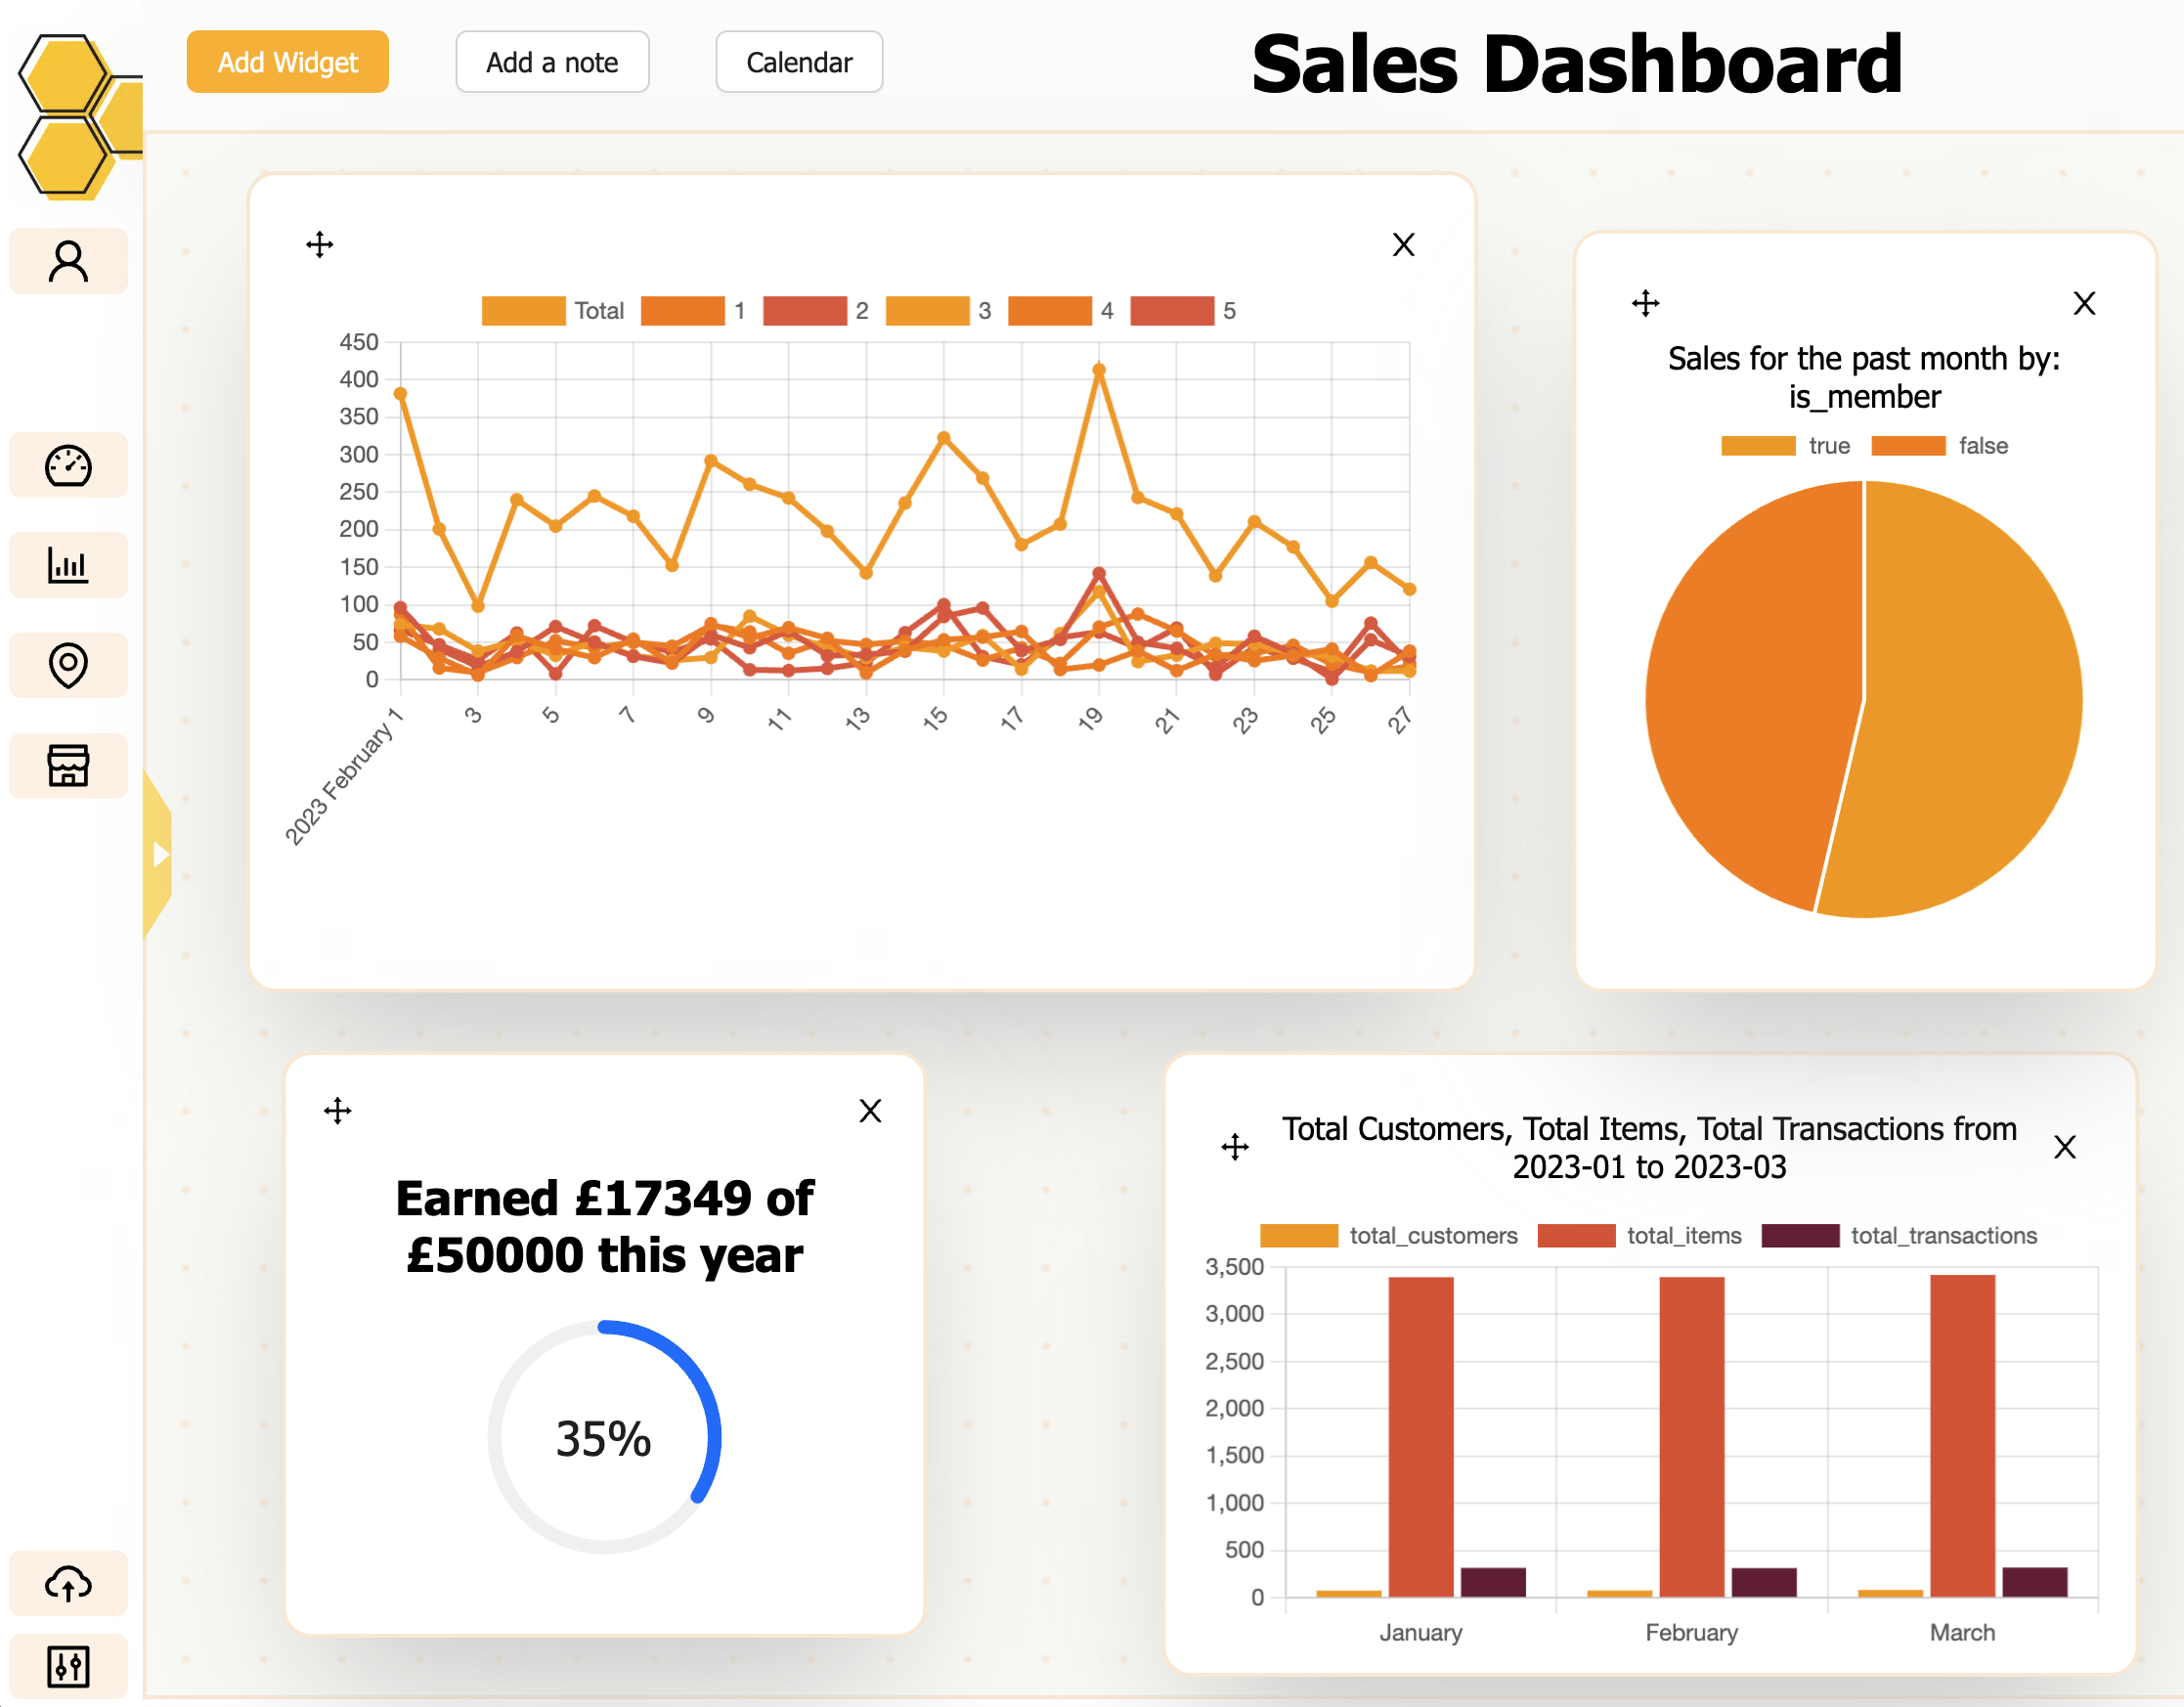 Add Widget
Add a note
Calendar
Sales Dashboard
X
Total 1 2 3 4 5
450
400
350
300
250
200
150
100
50
0
2023 February 1 3 5 7 9 11 13 15 17 19 21 23 25 27
X
Sales for the past month by:
is_member
true false
X
Earned £17349 of
£50000 this year
35%
Total Customers, Total Items, Total Transactions from
2023-01 to 2023-03
X
total_customers total_items total_transactions
3,500
3,000
2,500
2,000
1,500
1,000
500
0
January February March